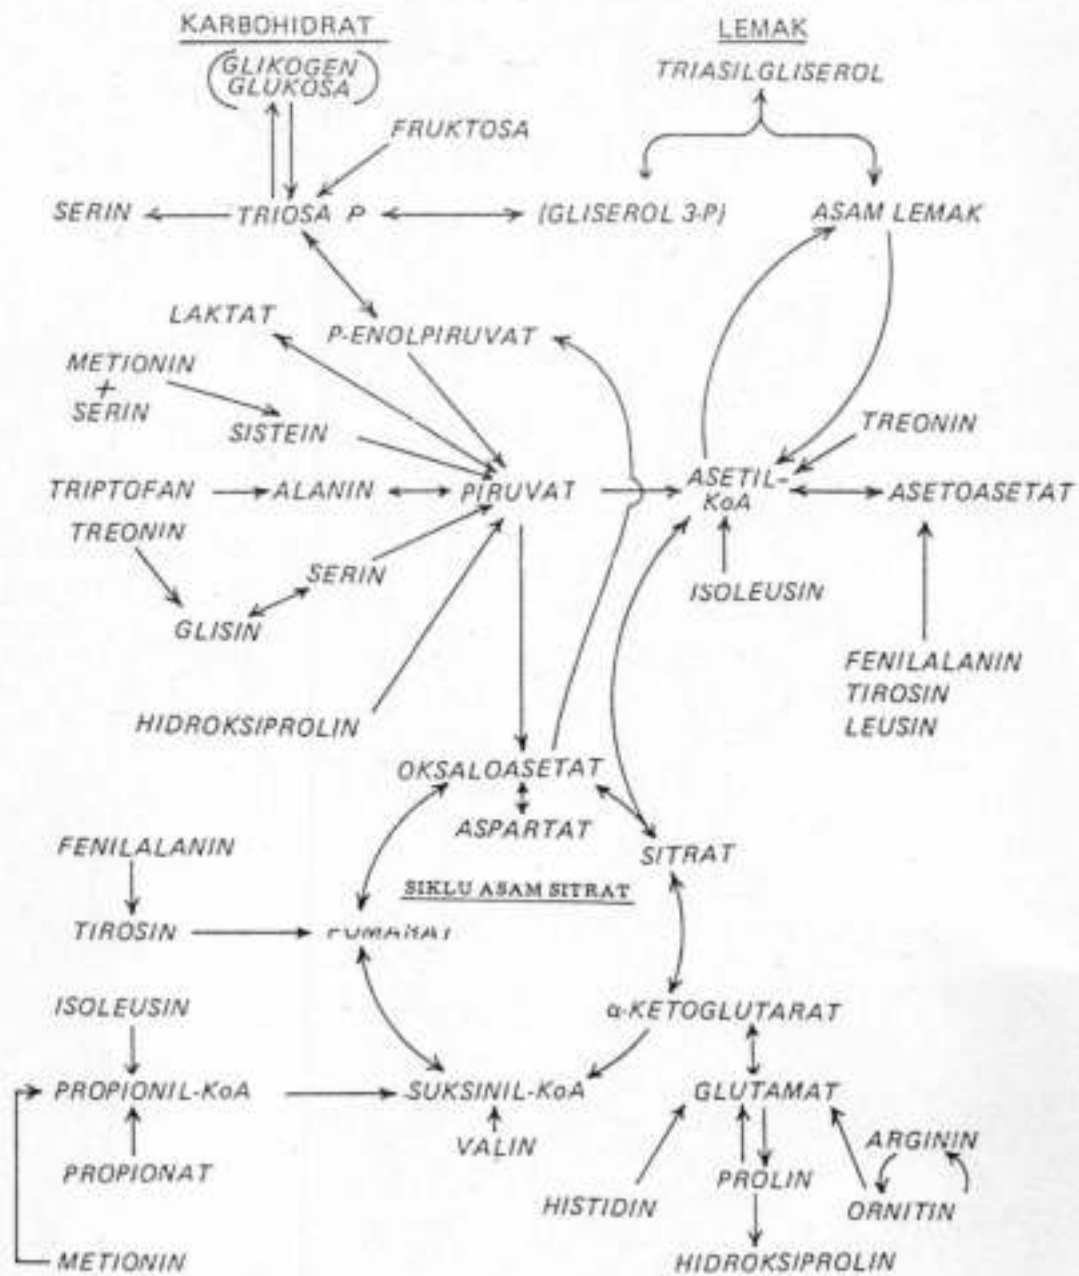 KARBOHIDRAT
(GLIKOGEN
GLUKOSA)
LEMAK
TRIASILGLISEROL
FRUKTOSA
SERIN
TRIOSA P
(GLISEROL 3-P)
ASAM LEMAK
LAKTAT
P-ENOLPIRUVAT
METIONIN
+
SERIN
SISTEIN
TREONIN
TRIPTOFAN
ALANIN
PIRUVAT
ASETIL-
KoA
ASETOASETAT
TREONIN
SERIN
ISOLEUSIN
GLISIN
FENILALANIN
TIROSIN
LEUSIN
HIDROKSIPROLIN
OKSALOASETAT
ASPARTAT
FENILALANIN
SITRAT
SIKLU ASAM SITRAT
TIROSIN
ISOLEUSIN
α-KETOGLUTARAT
PROPIONIL-KoA
SUKSINIL-KoA
GLUTAMAT
VALIN
ARGININ
PROPIONAT
PROLIN
HISTIDIN
ORNITIN
METIONIN
HIDROKSIPROLIN